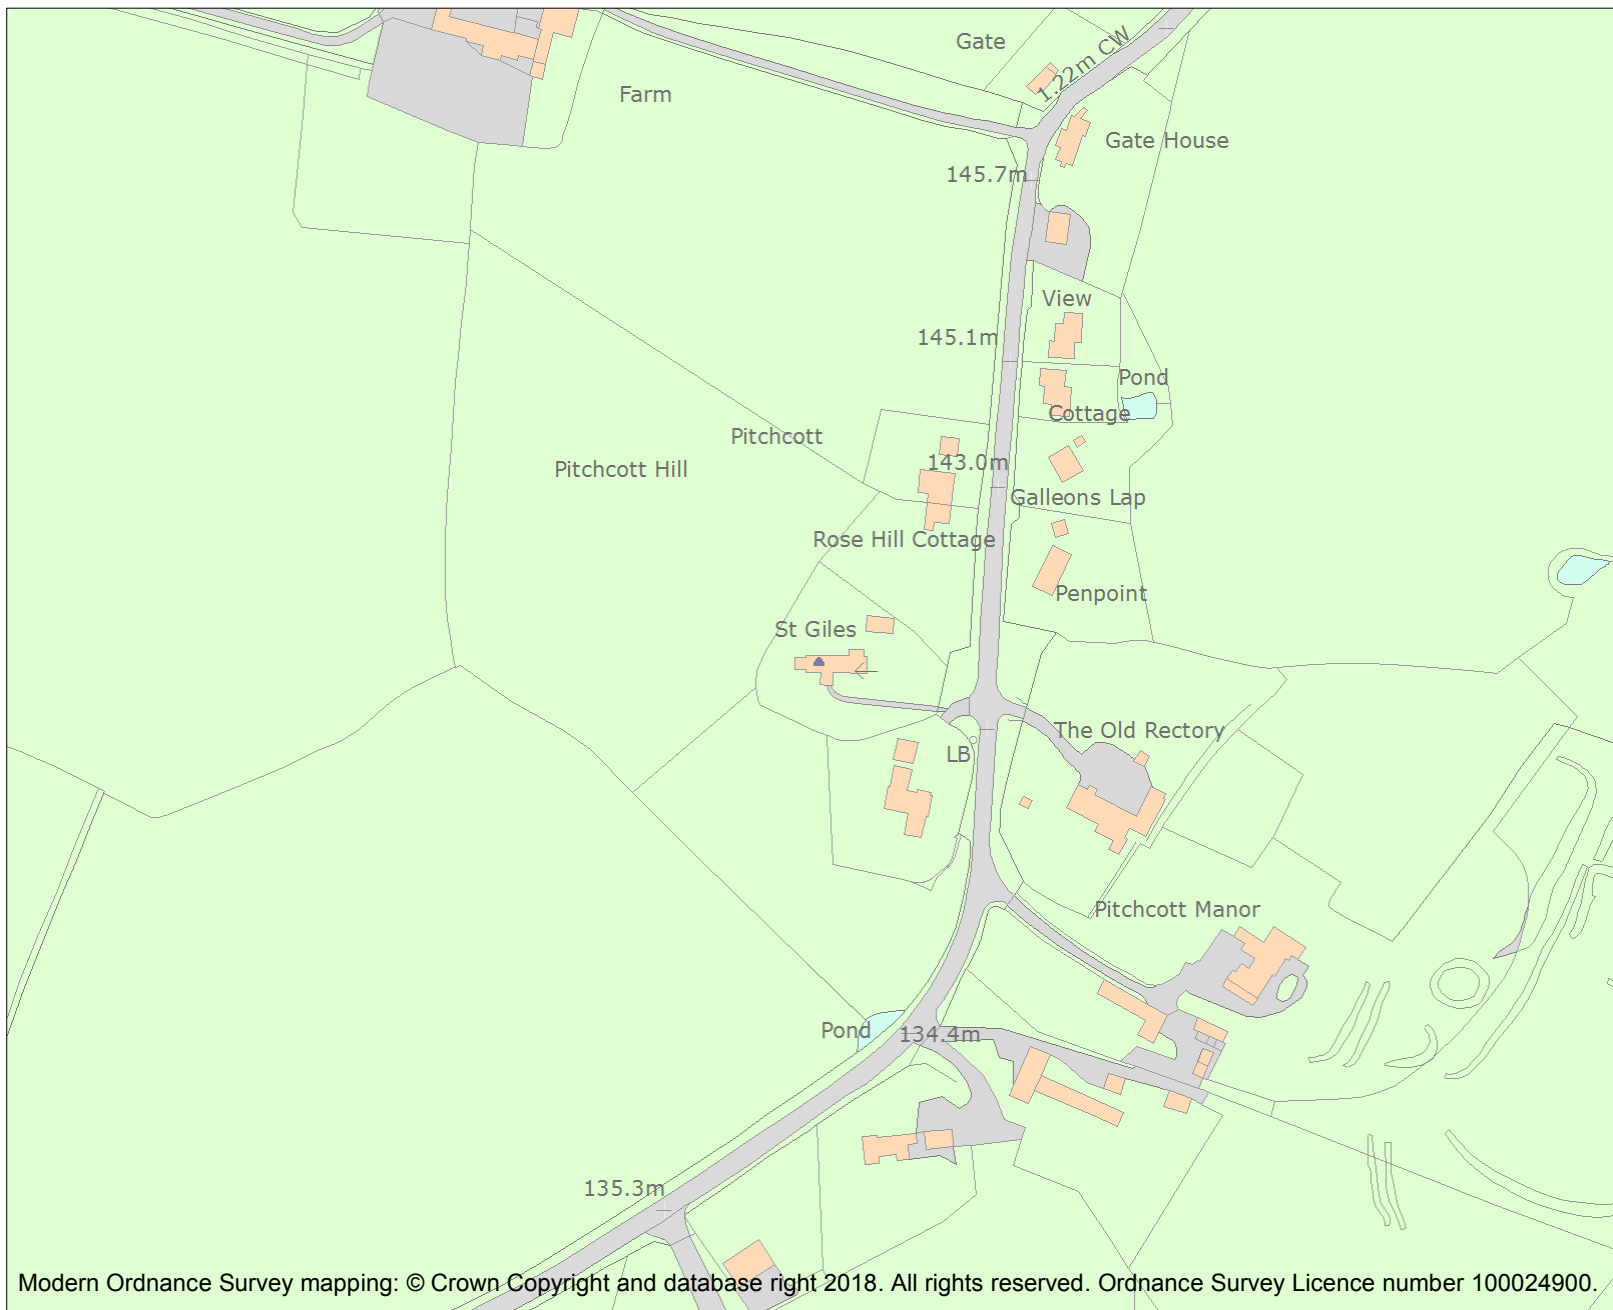 Gate
1.22m CW
Farm
Gate House
145.7m
View
145.1m
Pond
Cottage
Pitchcott
143.0m
Pitchcott Hill
Galleons Lap
Rose Hill Cottage
Penpoint
St Giles
The Old Rectory
LB
Pitchcott Manor
Pond
134.4m
135.3m
Modern Ordnance Survey mapping: © Crown Copyright and database right 2018. All rights reserved. Ordnance Survey Licence number 100024900.